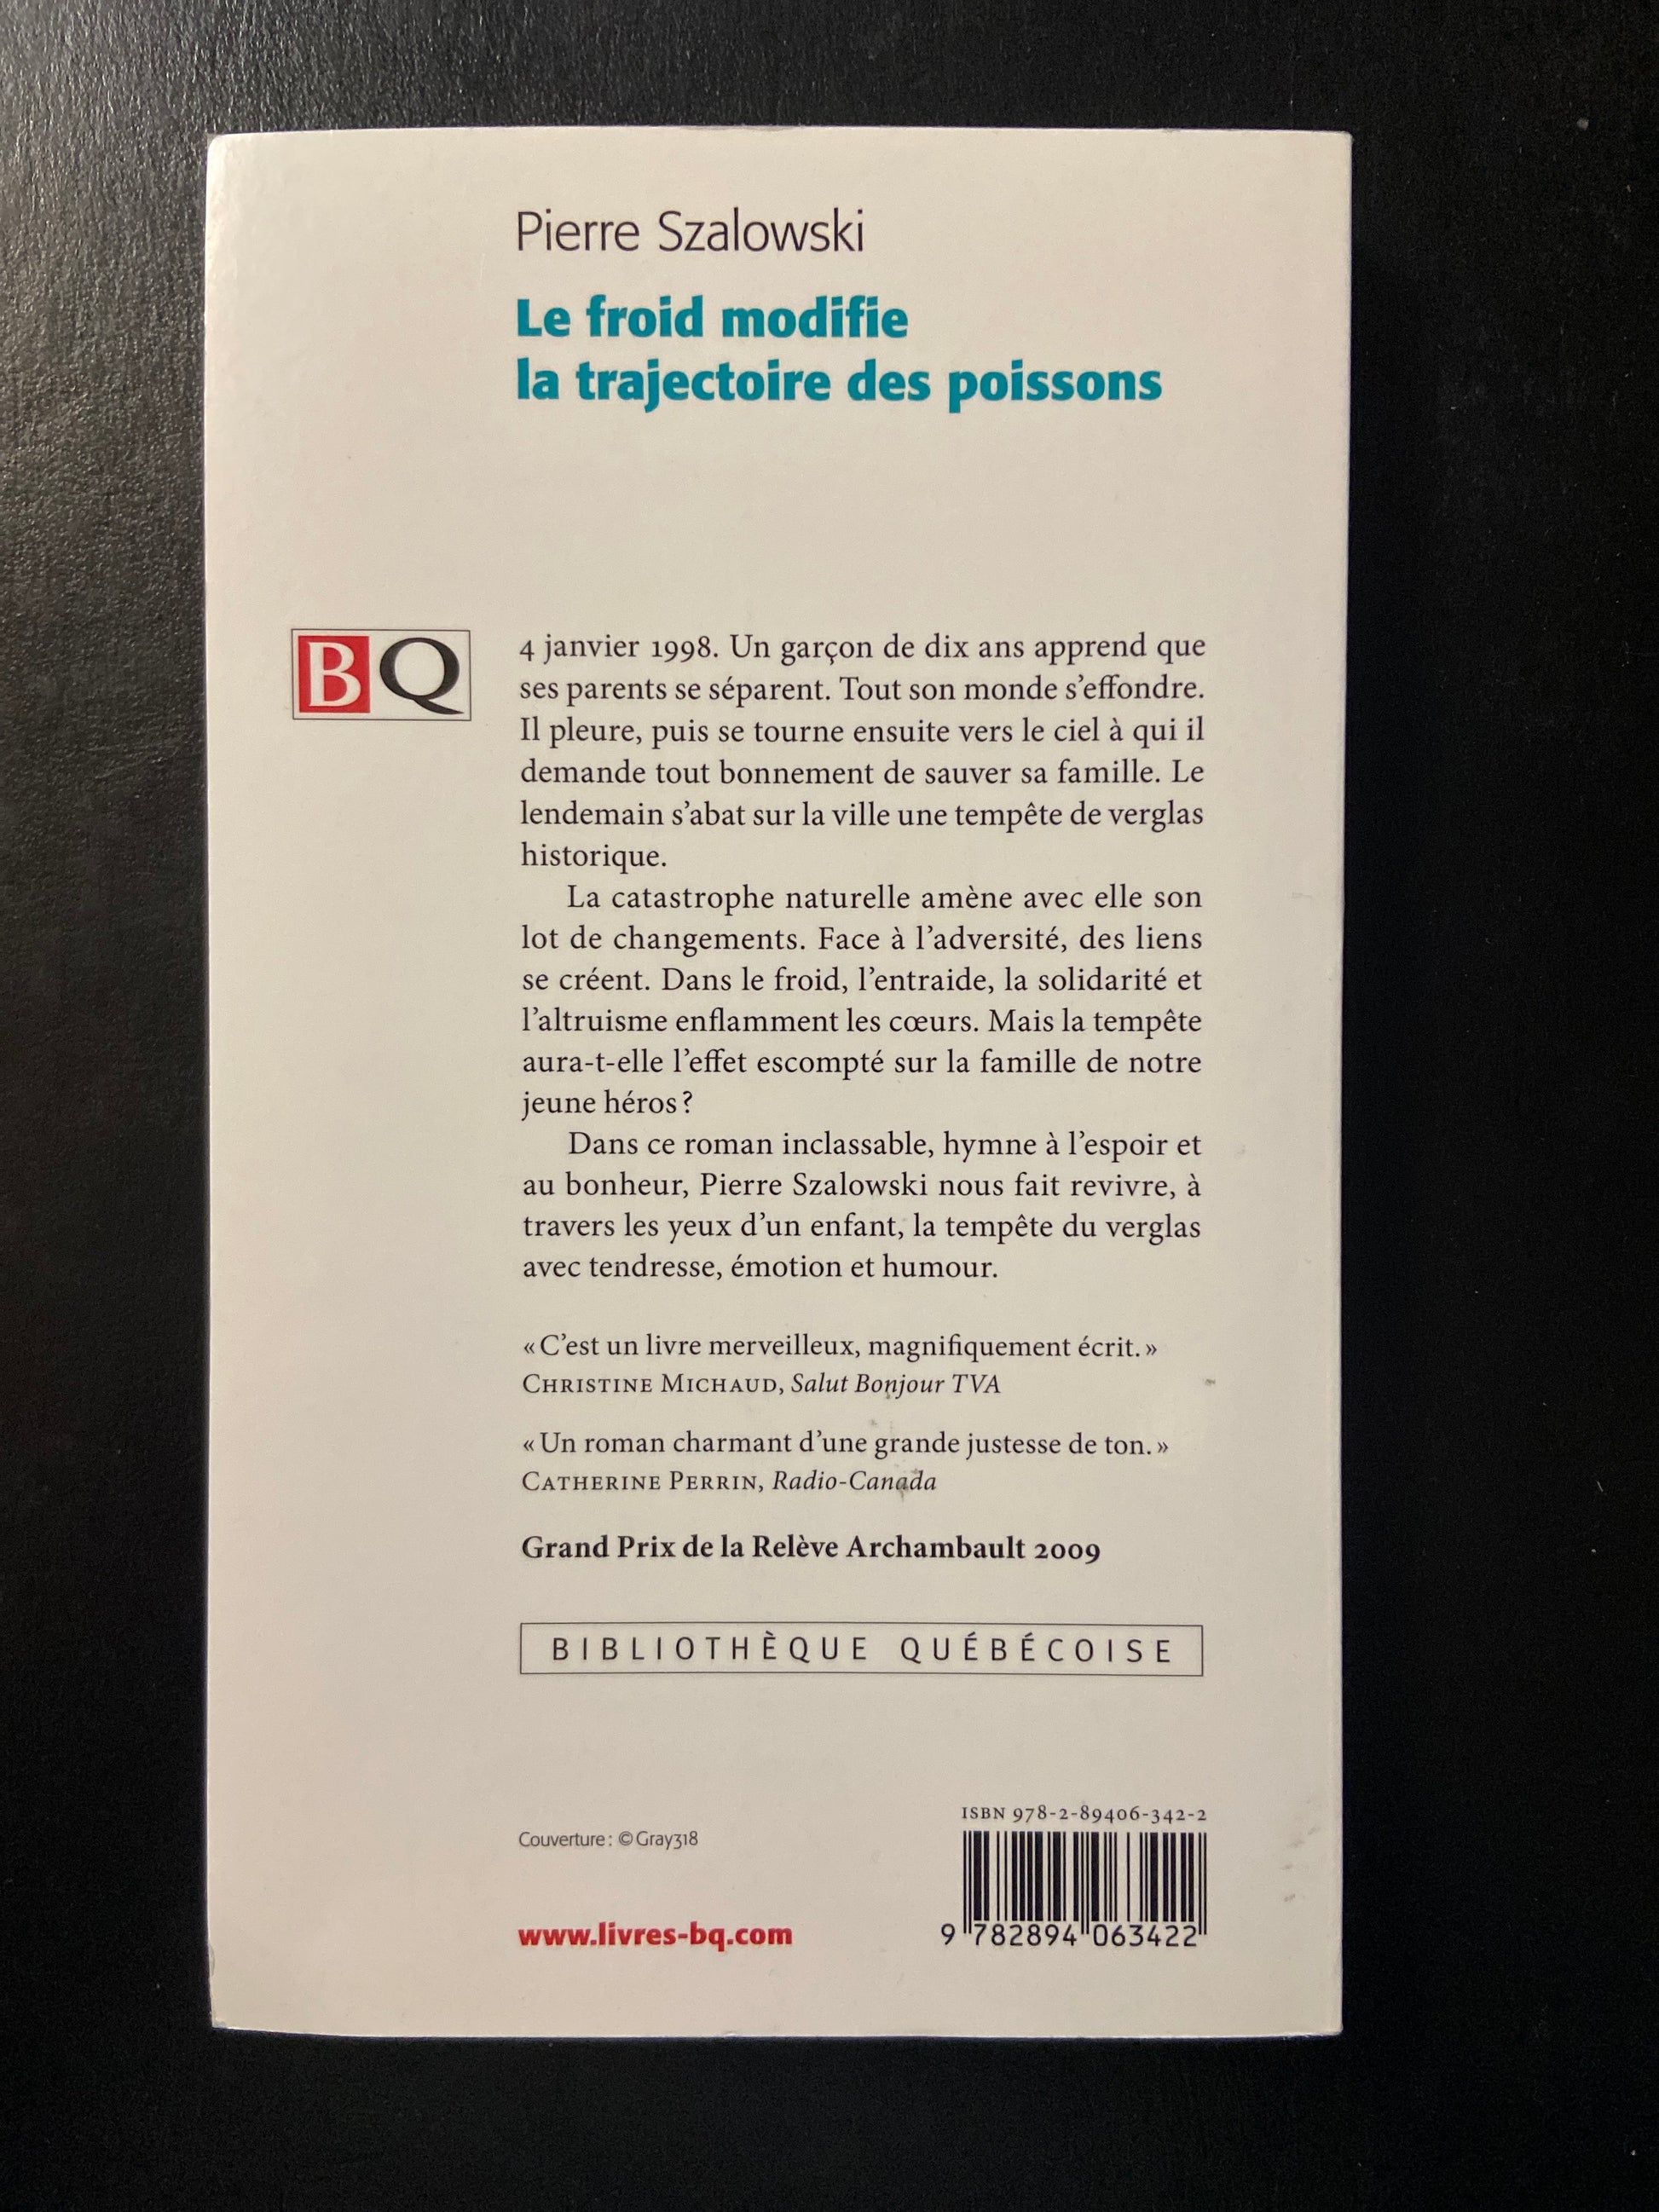 Pierre Szalowski
Le froid modifie
la trajectoire des poissons
BQ
4 janvier 1998. Un garçon de dix ans apprend que
ses parents se séparent. Tout son monde s’effondre.
Il pleure, puis se tourne ensuite vers le ciel à qui il
demande tout bonnement de sauver sa famille. Le
lendemain s’abat sur la ville une tempête de verglas
historique.
La catastrophe naturelle amène avec elle son
lot de changements. Face à l’adversité, des liens
se créent. Dans le froid, l’entraide, la solidarité et
l’altruisme enflamment les cœurs. Mais la tempête
aura-t-elle l’effet escompté sur la famille de notre
jeune héros ?
Dans ce roman inclassable, hymne à l’espoir et
au bonheur, Pierre Szalowski nous fait revivre, à
travers les yeux d’un enfant, la tempête du verglas
avec tendresse, émotion et humour.
« C’est un livre merveilleux, magnifiquement écrit. »
CHRISTINE MICHAUD, Salut Bonjour TVA
« Un roman charmant d’une grande justesse de ton. »
CATHERINE PERRIN, Radio-Canada
Grand Prix de la Relève Archambault 2009
BIBLIOTHÈQUE QUÉBÉCOISE
ISBN 978-2-89406-342-2
Couverture : © Gray318
www.livres-bq.com
9 782894 063422